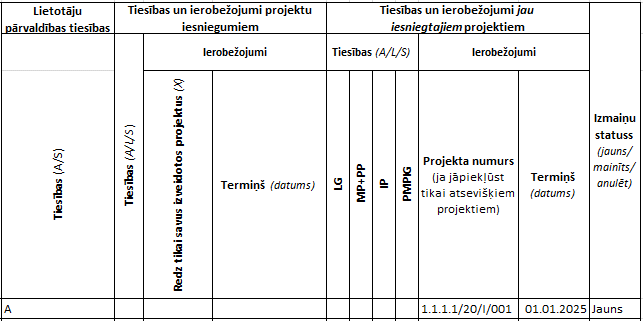 Lietotāju
pārvaldības tiesības
Tiesības un ierobežojumi projektu
iesniegumiem
Tiesības un ierobežojumi jau
iesniegtajiem projektiem
Izmaiņu
statuss
(jauns/
mainīts/
anulēt)
Ierobežojumi
Tiesības (A/L/S)
Ierobežojumi
Tiesības (A/S)
Tiesības (A/L/S)
Redz tikai savus izveidotos projektus (X)
Termiņš (datums)
LG
MP+PP
IP
PMPIG
Projekta numurs
(ja jāpiekļūst
tikai atsevišķiem
projektiem)
Termiņš
(datums)
A
1.1.1.1/20/I/001
01.01.2025
Jauns